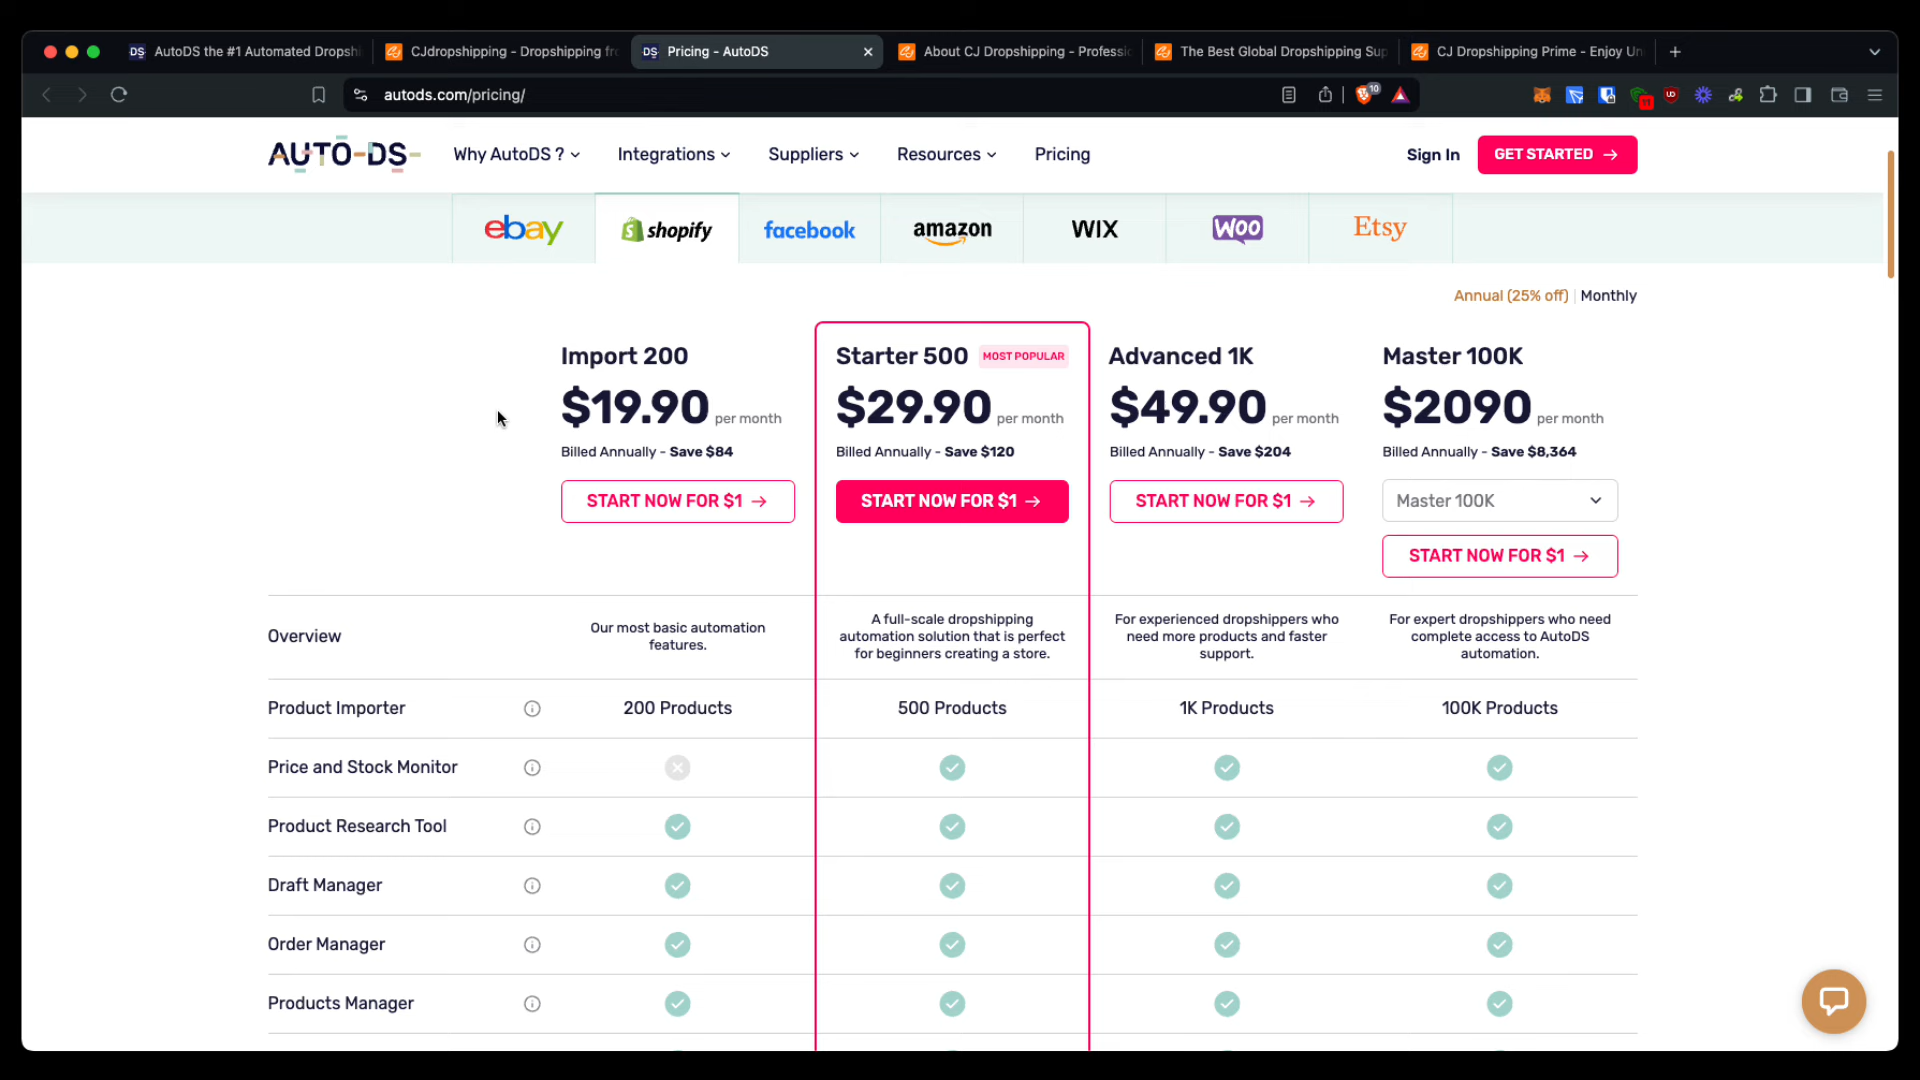 DS AutoDS the #1 Automated Dropshi
CJdropshipping - Dropshipping fr
DS Pricing - AutoDS
About CJ Dropshipping - Professi
The Best Global Dropshipping Sup
CJ Dropshipping Prime - Enjoy Un
autods.com/pricing/
10
11
AUTO-DS-
Why AutoDS ?
Integrations
Suppliers
Resources
Pricing
Sign In
GET STARTED →
ebay
shopify
facebook
amazon
WIX
WOO
Etsy
Annual (25% off) | Monthly
Import 200
$19.90 per month
Billed Annually - Save $84
START NOW FOR $1 →
Starter 500 MOST POPULAR
$29.90 per month
Billed Annually - Save $120
START NOW FOR $1 →
Advanced 1K
$49.90 per month
Billed Annually - Save $204
START NOW FOR $1 →
Master 100K
$2090 per month
Billed Annually - Save $8,364
Master 100K
START NOW FOR $1 →
Overview
Our most basic automation
features.
A full-scale dropshipping
automation solution that is perfect
for beginners creating a store.
For experienced dropshippers who
need more products and faster
support.
For expert dropshippers who need
complete access to AutoDS
automation.
Product Importer
200 Products
500 Products
1K Products
100K Products
Price and Stock Monitor
Product Research Tool
Draft Manager
Order Manager
Products Manager